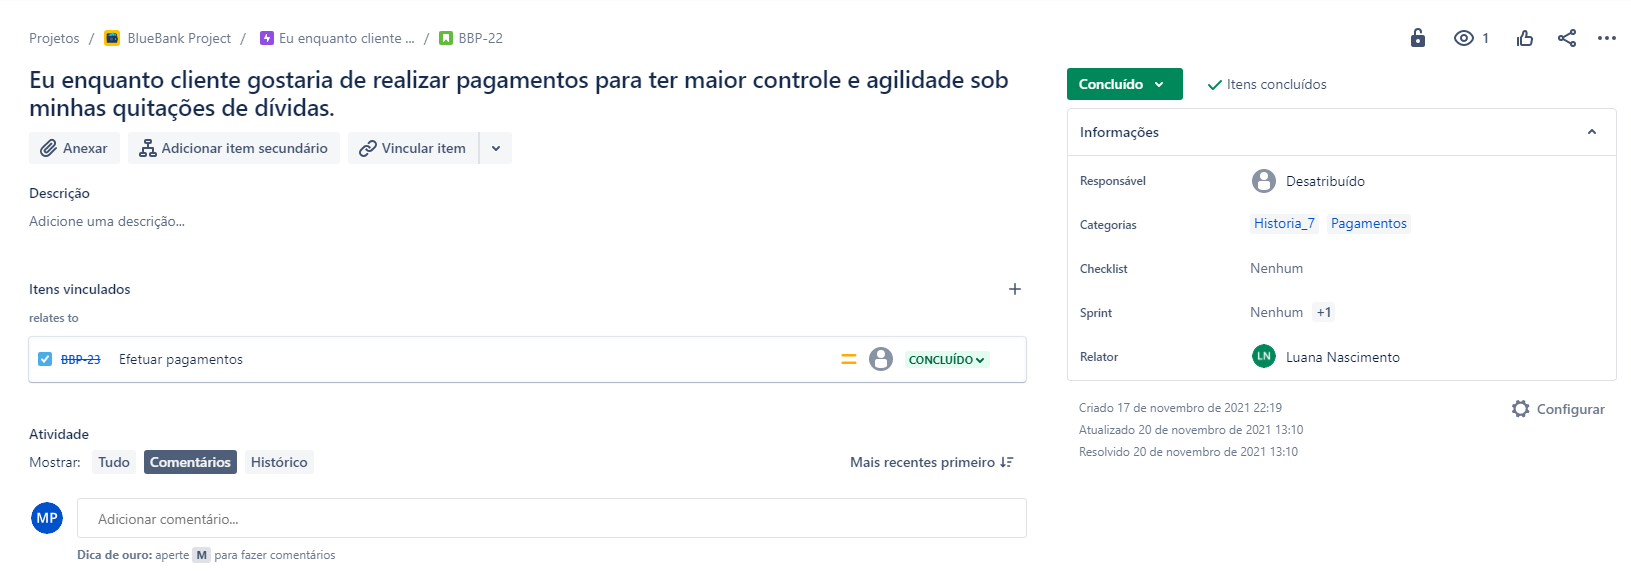 Projetos / BlueBank Project / Eu enquanto cliente ... / BBP-22
1
Eu enquanto cliente gostaria de realizar pagamentos para ter maior controle e agilidade sob
minhas quitações de dívidas.
Anexar
Adicionar item secundário
Vincular item
Descrição
Adicione uma descrição...
Itens vinculados
relates to
BBP-23 Efetuar pagamentos CONCLUÍDO
Atividade
Mostrar: Tudo Comentários Histórico Mais recentes primeiro
MP Adicionar comentário...
Dica de ouro: aperte M para fazer comentários
Concluído Itens concluídos
Informações
Responsável Desatribuído
Categorias Historia_7 Pagamentos
Checklist Nenhum
Sprint Nenhum +1
Relator LN Luana Nascimento
Criado 17 de novembro de 2021 22:19
Configurar
Atualizado 20 de novembro de 2021 13:10
Resolvido 20 de novembro de 2021 13:10